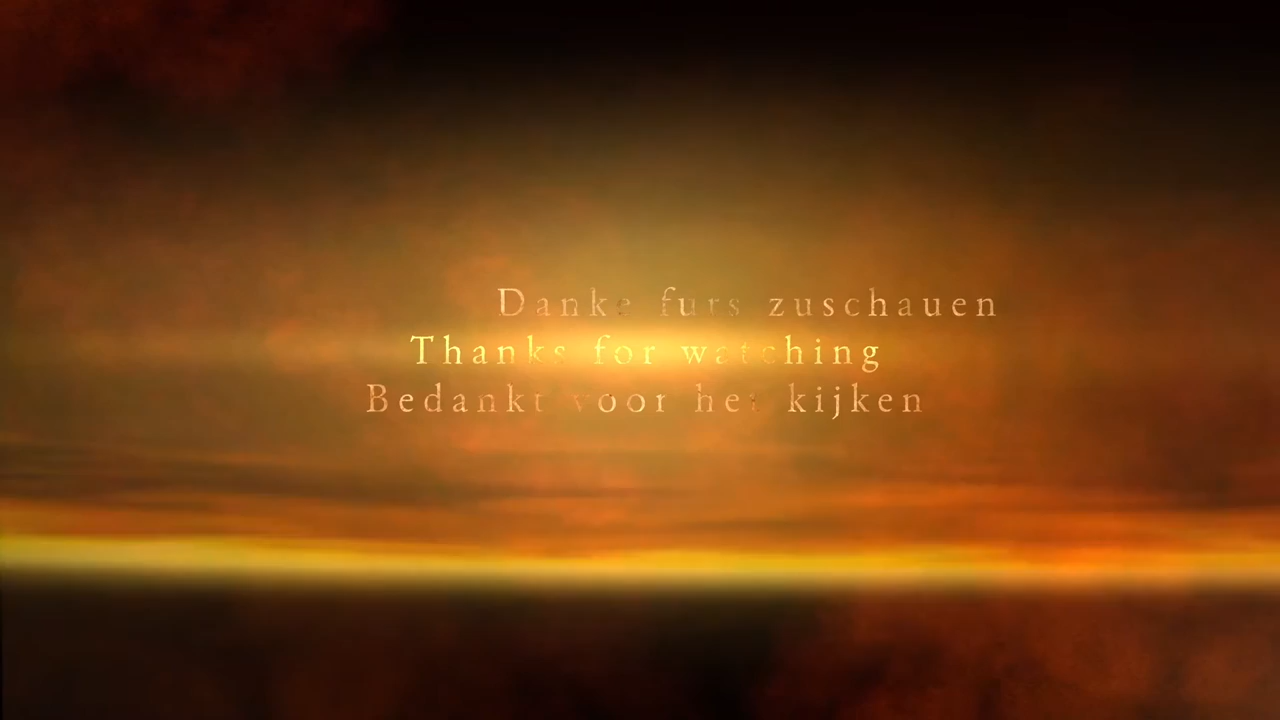 Danke furs zuschauen
Thanks for watching
Bedankt voor het kijken